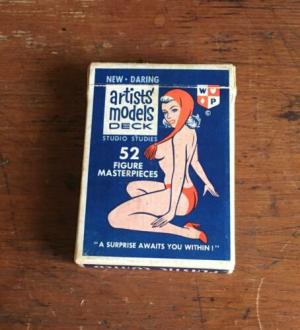 NEW · DARING
artists'
models
DECK
STUDIO STUDIES
52
FIGURE
MASTERPIECES
W
P
©
"A SURPRISE AWAITS YOU WITHIN!"